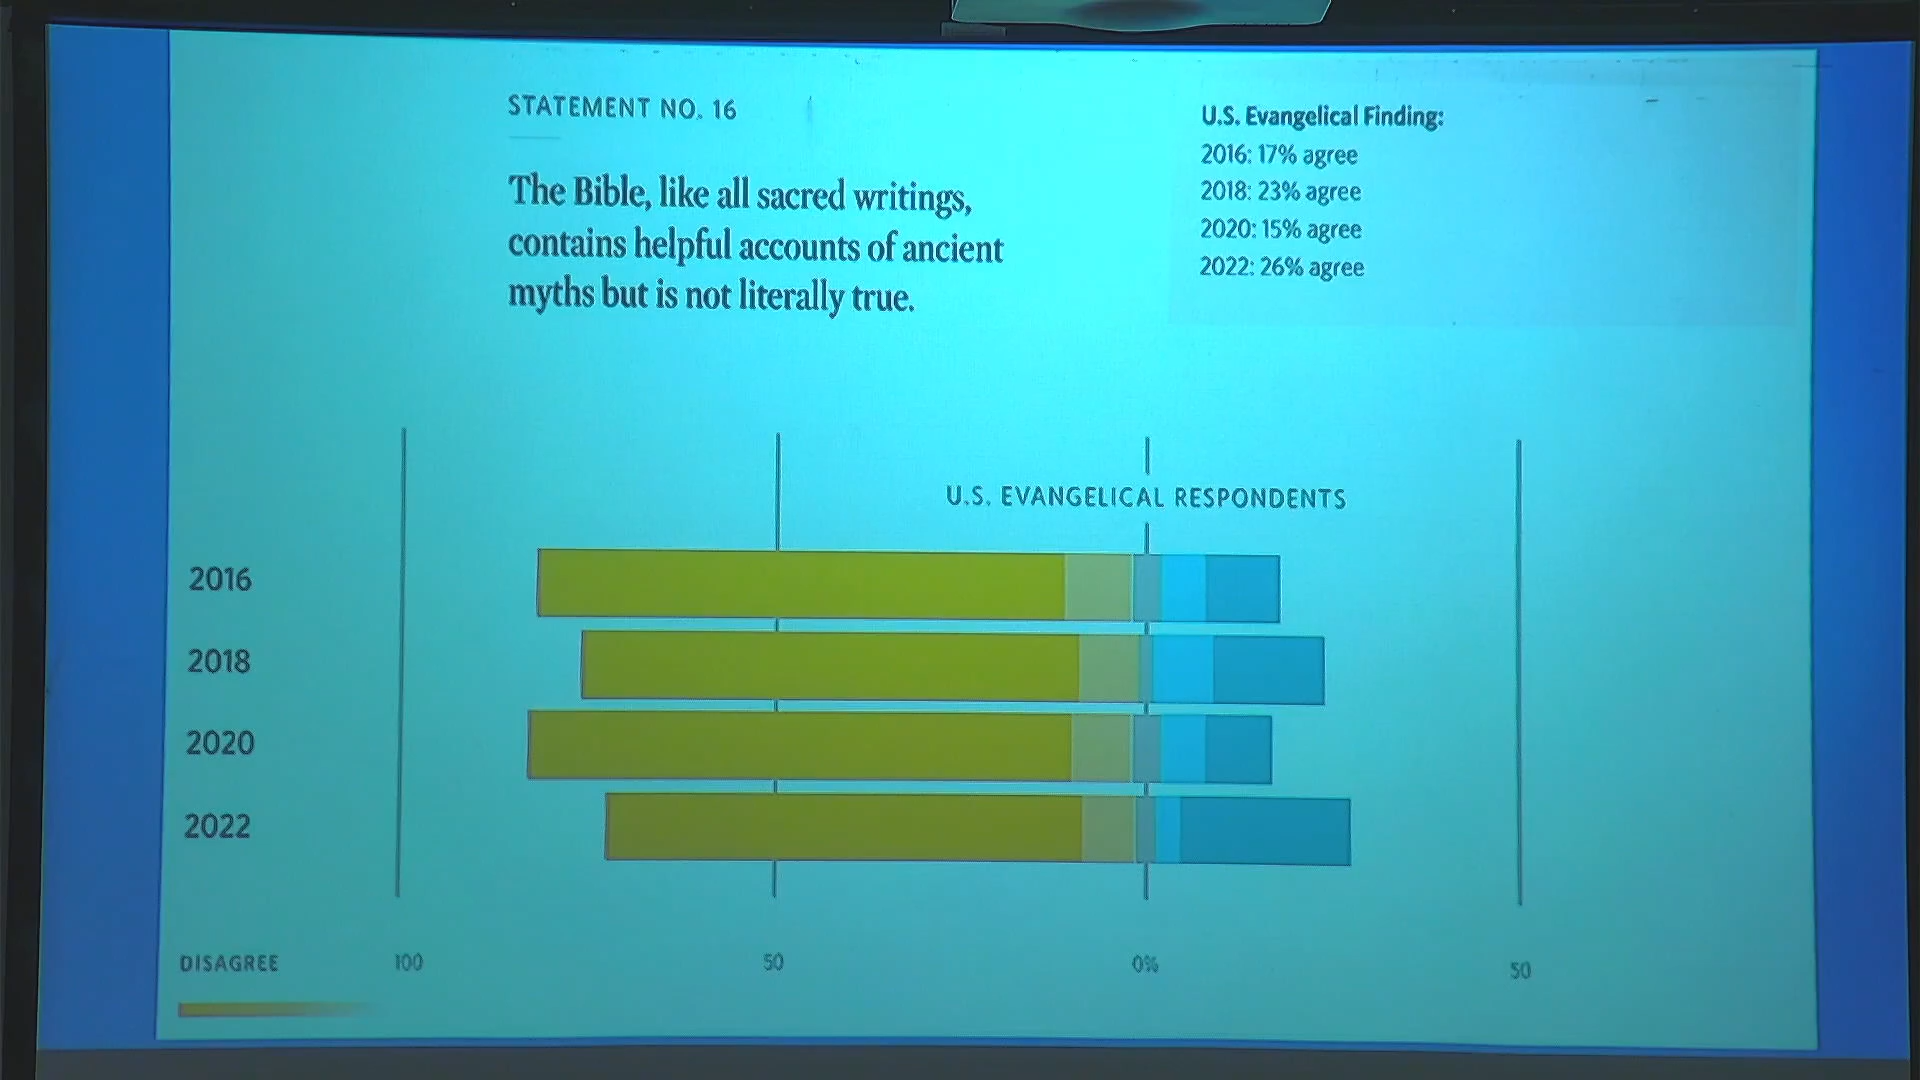 STATEMENT NO. 16
The Bible, like all sacred writings,
contains helpful accounts of ancient
myths but is not literally true.
U.S. Evangelical Finding:
2016: 17% agree
2018: 23% agree
2020: 15% agree
2022: 26% agree
U.S. EVANGELICAL RESPONDENTS
2016
2018
2020
2022
DISAGREE 100 50 0% 50